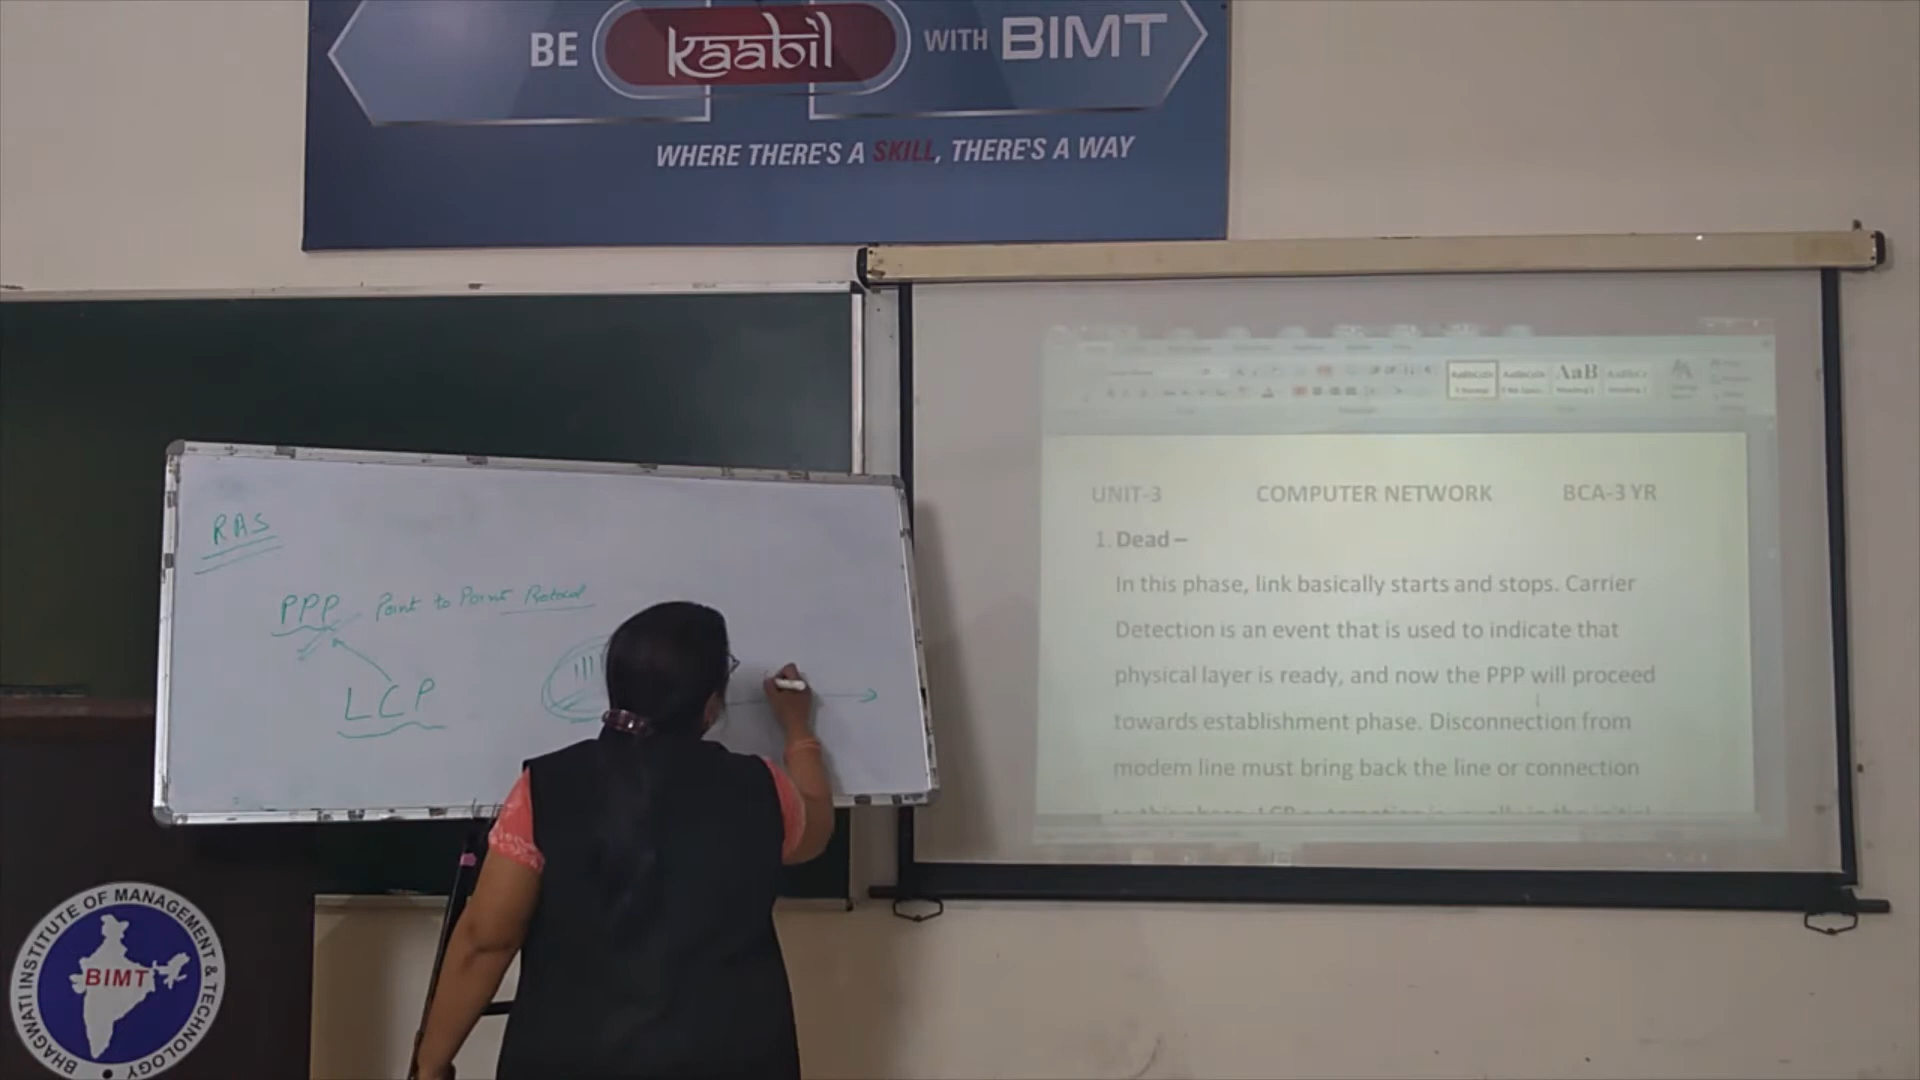 BE kaabil WITH BIMT
WHERE THERE'S A SKILL, THERE'S A WAY
RAS
PPP Point to Point Protocol
LCP
AaB
UNIT-3 COMPUTER NETWORK BCA-3 YR
1. Dead –
In this phase, link basically starts and stops. Carrier
Detection is an event that is used to indicate that
physical layer is ready, and now the PPP will proceed
towards establishment phase. Disconnection from
modem line must bring back the line or connection
BHAGWATI INSTITUTE OF MANAGEMENT & TECHNOLOGY
BIMT